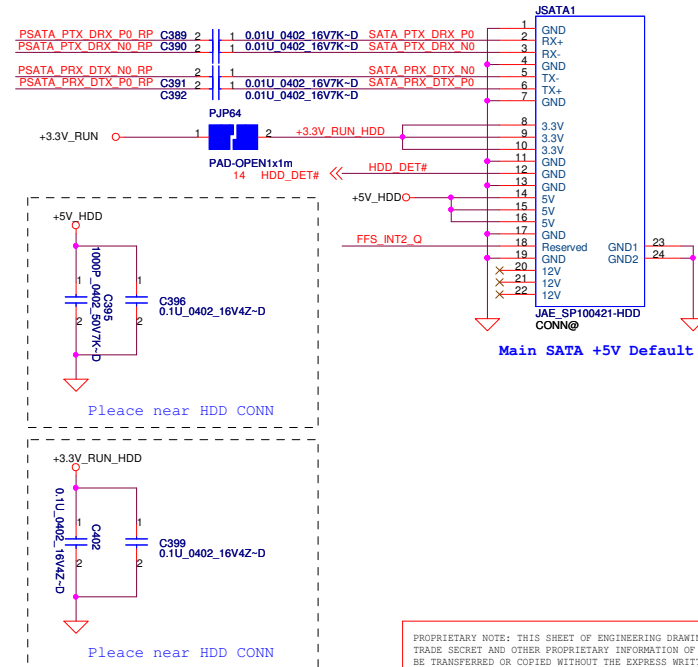 JSATA1
PSATA_PTX_DRX_P0_RP C389 2 1 0.01U_0402_16V7K~D SATA_PTX_DRX_P0
PSATA_PTX_DRX_N0_RP C390 2 1 0.01U_0402_16V7K~D SATA_PTX_DRX_N0
PSATA_PRX_DTX_N0_RP 2 1 SATA_PRX_DTX_N0
PSATA_PRX_DTX_P0_RP C391 2 1 0.01U_0402_16V7K~D SATA_PRX_DTX_P0
C392 0.01U_0402_16V7K~D
1 GND
2 RX+
3 RX-
4 GND
5 TX-
6 TX+
7 GND
8 3.3V
9 3.3V
10 3.3V
11 GND
12 GND
13 GND
14 5V
15 5V
16 5V
17 GND
18 Reserved
19 GND
20 12V
21 12V
22 12V
GND1 23
GND2 24
JAE_SP100421-HDD
CONN@
Main SATA +5V Default
PJP64
+3.3V_RUN 1 2 +3.3V_RUN_HDD
PAD-OPEN1x1m
14 HDD_DET# HDD_DET#
+5V_HDD
FFS_INT2_Q
+5V_HDD
1 1
1000P_0402_50V7K~D
C395
C396
0.1U_0402_16V4Z~D
2 2
Pleace near HDD CONN
+3.3V_RUN_HDD
1 1
0.1U_0402_16V4Z~D
C402
C399
0.1U_0402_16V4Z~D
2 2
Pleace near HDD CONN
PROPRIETARY NOTE: THIS SHEET OF ENGINEERING DRAWIN
TRADE SECRET AND OTHER PROPRIETARY INFORMATION OF
BE TRANSFERED OR COPIED WITHOUT THE EXPRESS WRITT